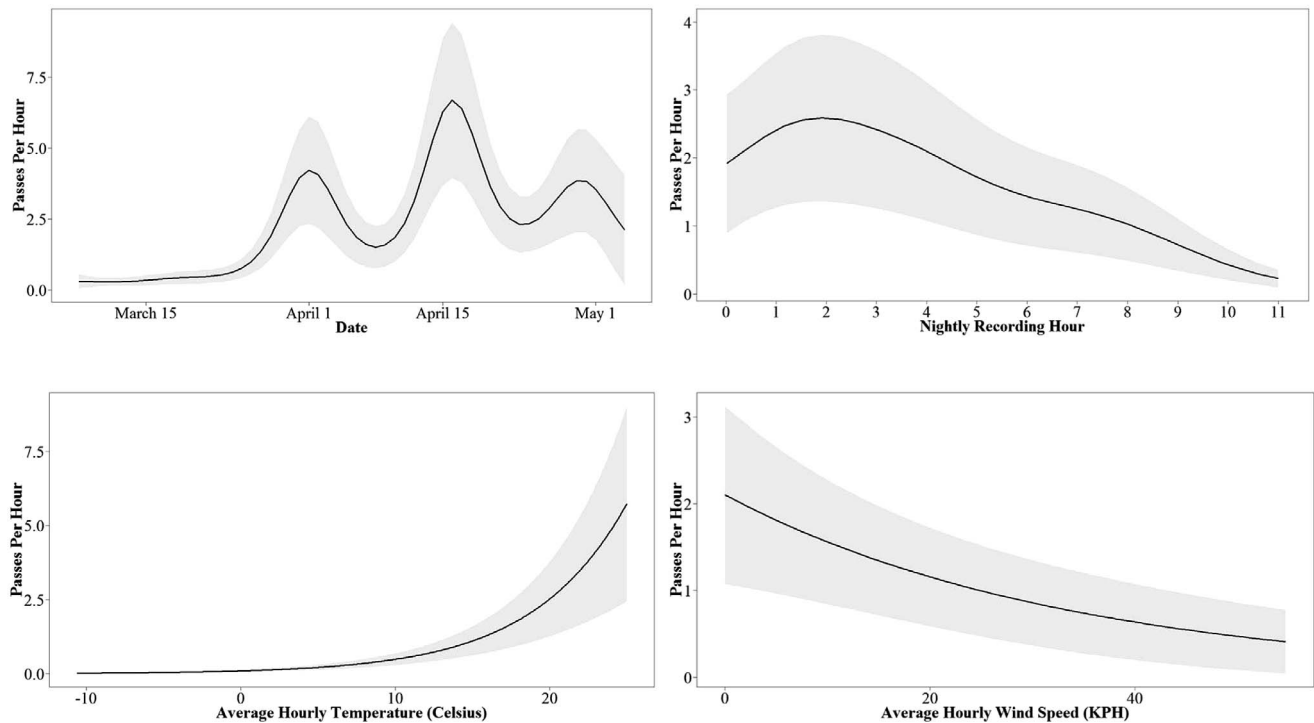 Passes Per Hour
7.5
5.0
2.5
0.0
March 15 April 1 April 15 May 1
Date
Passes Per Hour
4
3
2
1
0
0 1 2 3 4 5 6 7 8 9 10 11
Nightly Recording Hour
Passes Per Hour
7.5
5.0
2.5
0.0
-10 0 10 20
Average Hourly Temperature (Celsius)
Passes Per Hour
3
2
1
0
0 20 40
Average Hourly Wind Speed (KPH)